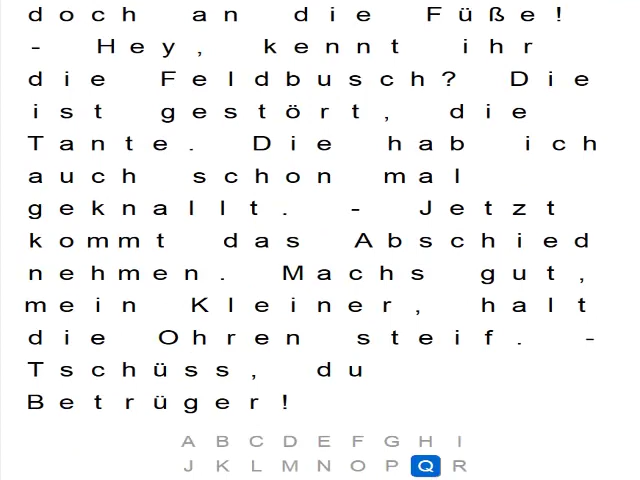 doch an die Füße!
- Hey, kennt ihr
die Feldbusch? Die
ist gestört, die
Tante. Die hab ich
auch schon mal
geknallt. - Jetzt
kommt das Abschied
nehmen. Machs gut,
mein Kleiner, halt
die Ohren steif. -
Tschüss, du
Betrüger!
A B C D E F G H I
J K L M N O P Q R